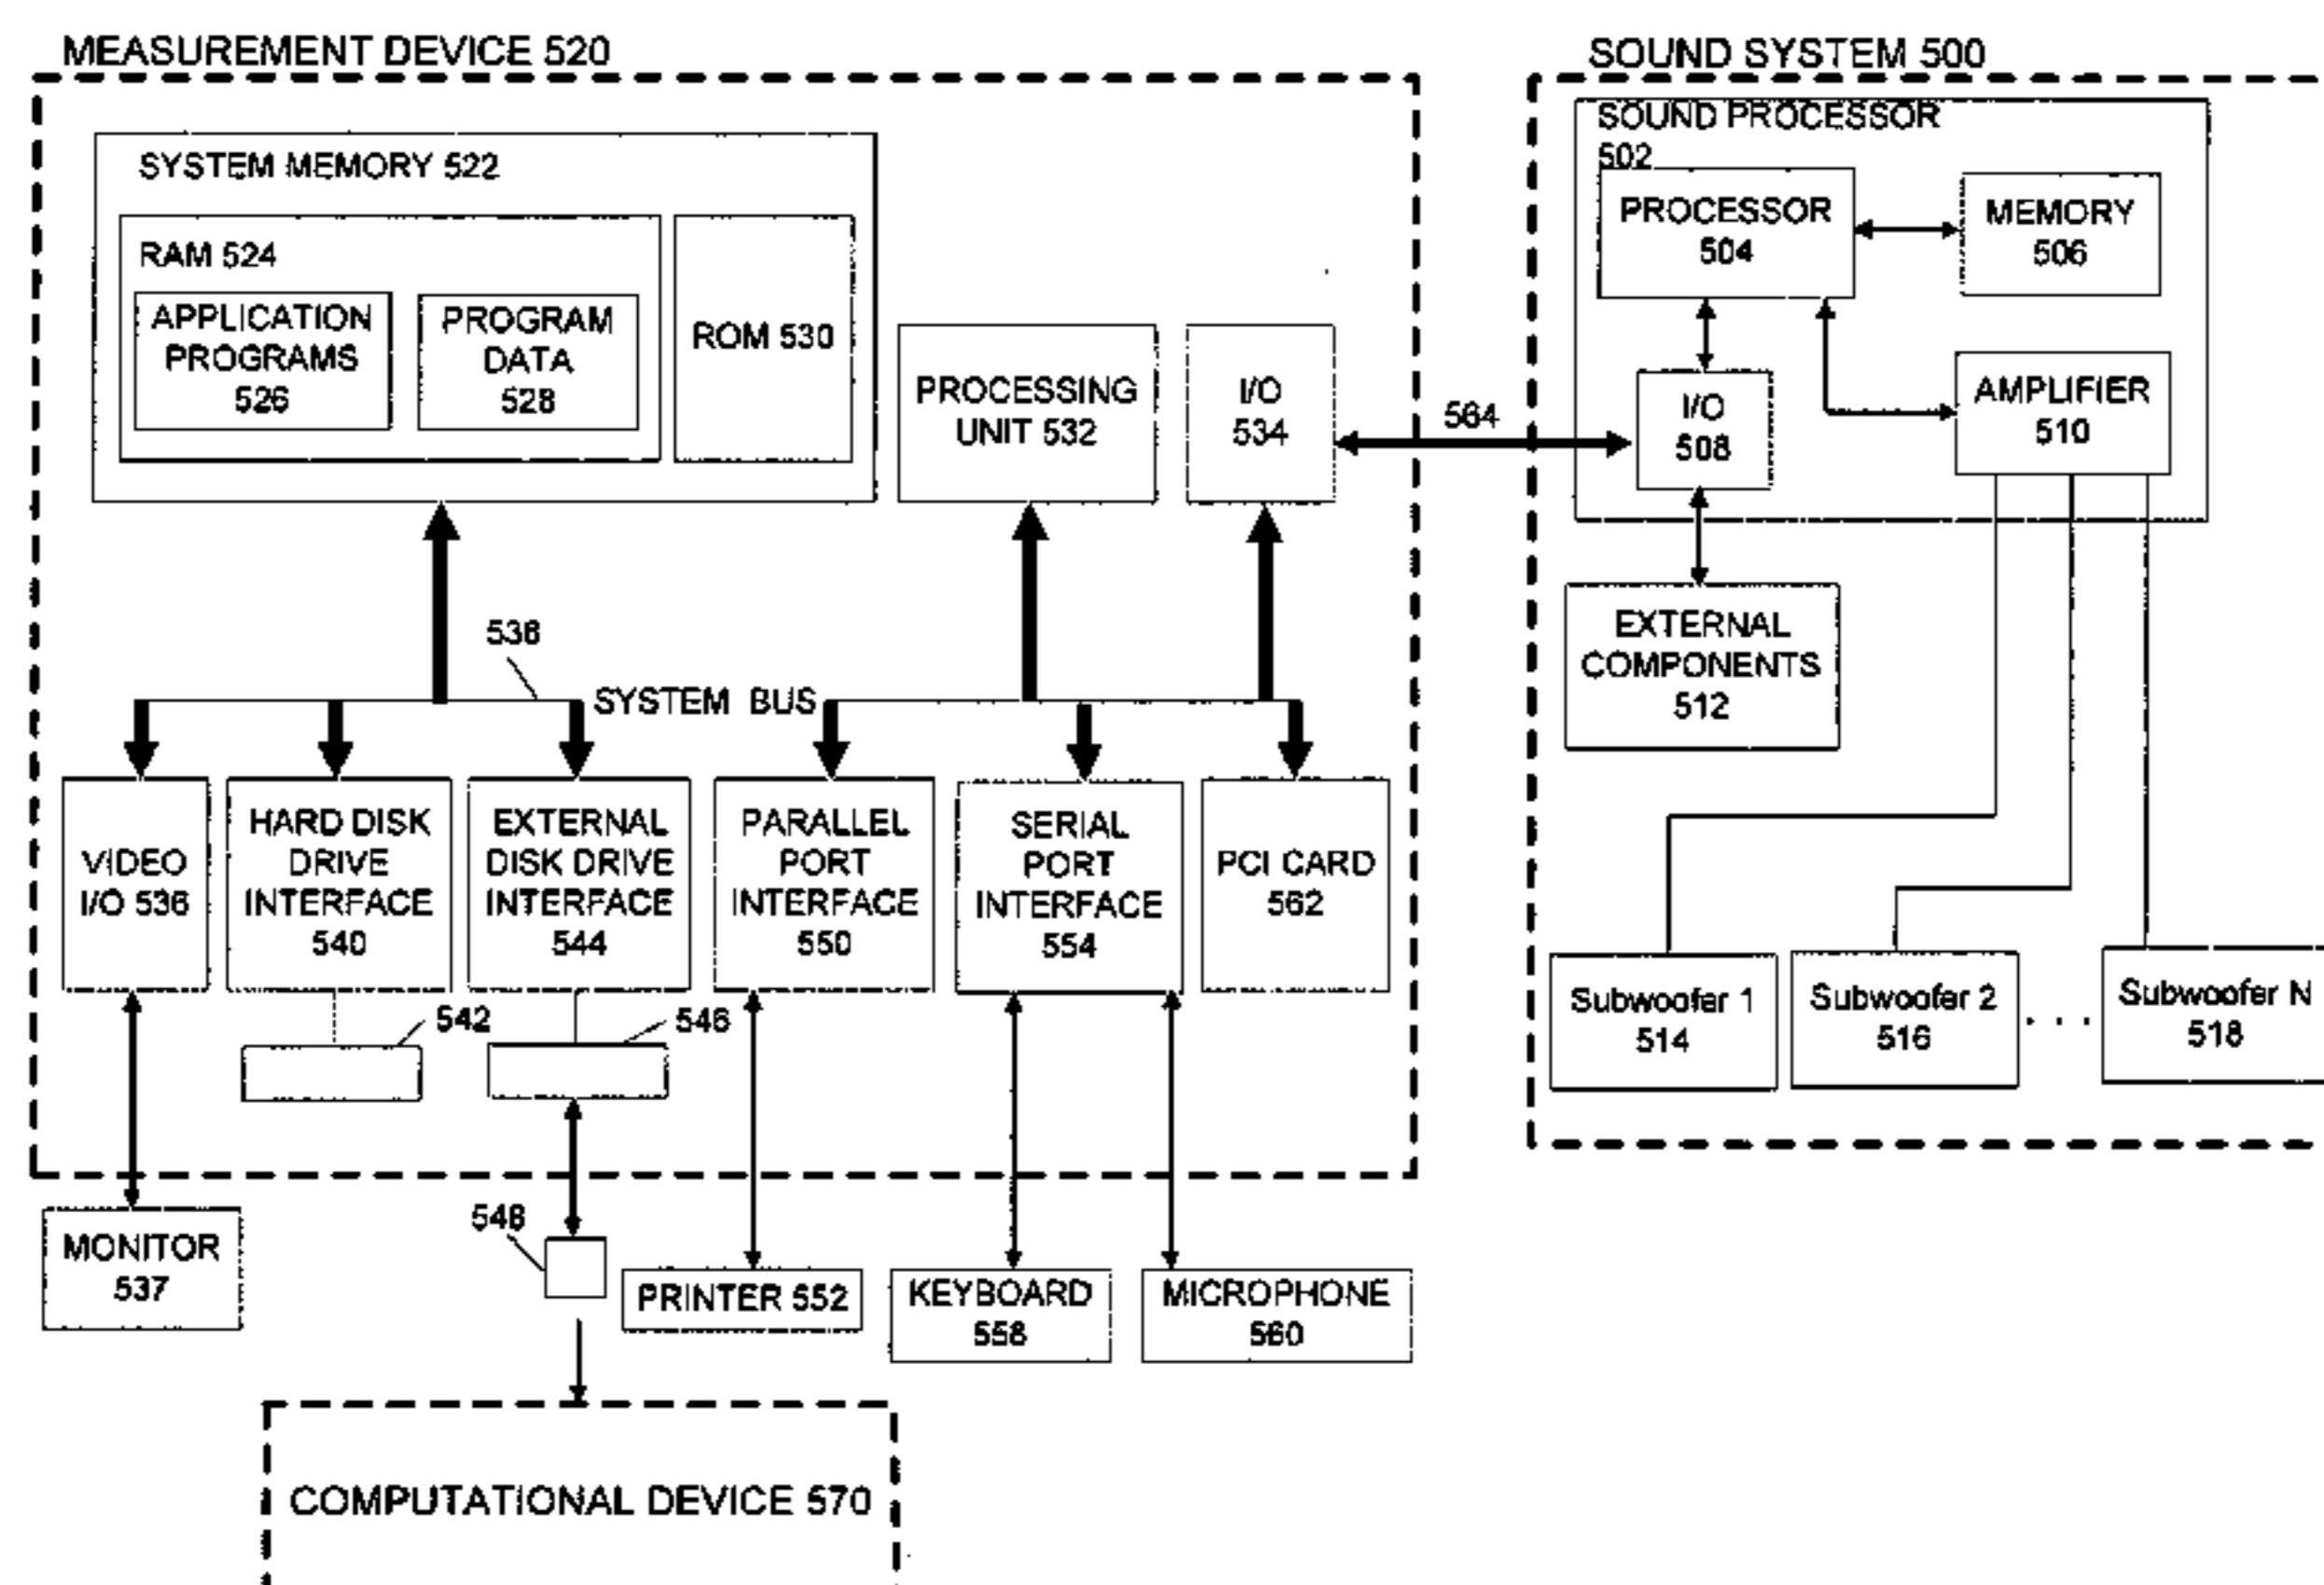 MEASUREMENT DEVICE 520
SYSTEM MEMORY 522
RAM 524
APPLICATION
PROGRAMS
526
PROGRAM
DATA
528
ROM 530
PROCESSING
UNIT 532
I/O
534
538
SYSTEM BUS
VIDEO
I/O 536
HARD DISK
DRIVE
INTERFACE
540
EXTERNAL
DISK DRIVE
INTERFACE
544
PARALLEL
PORT
INTERFACE
550
SERIAL
PORT
INTERFACE
554
PCI CARD
562
542
546
MONITOR
537
548
PRINTER 552
KEYBOARD
558
MICROPHONE
560
COMPUTATIONAL DEVICE 570
564
SOUND SYSTEM 500
SOUND PROCESSOR
502
PROCESSOR
504
MEMORY
506
I/O
508
AMPLIFIER
510
EXTERNAL
COMPONENTS
512
Subwoofer 1
514
Subwoofer 2
516
. . .
Subwoofer N
518